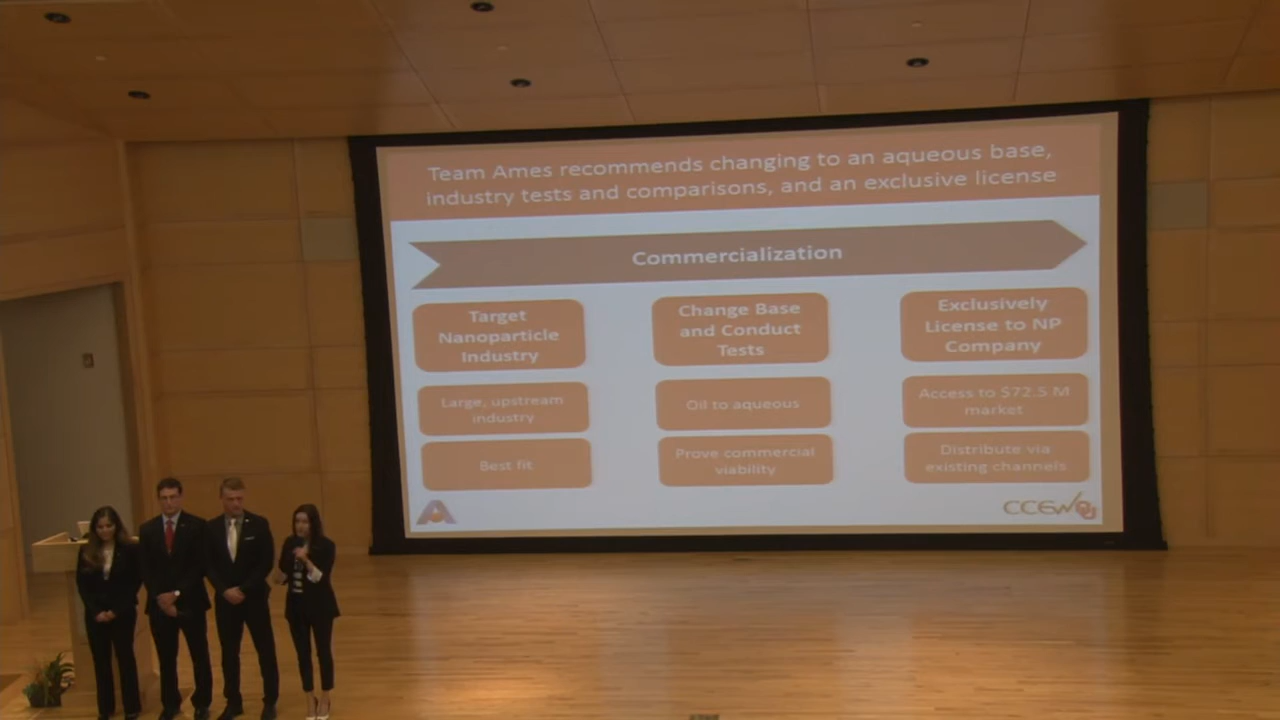 Team Ames recommends changing to an aqueous base,
industry tests and comparisons, and an exclusive license
Commercialization
Target
Nanoparticle
Industry
Change Base
and Conduct
Tests
Exclusively
License to NP
Company
Large, upstream
industry
Oil to aqueous
Access to $72.5 M
market
Best fit
Prove commercial
viability
Distribute via
existing channels
CCEW
OU